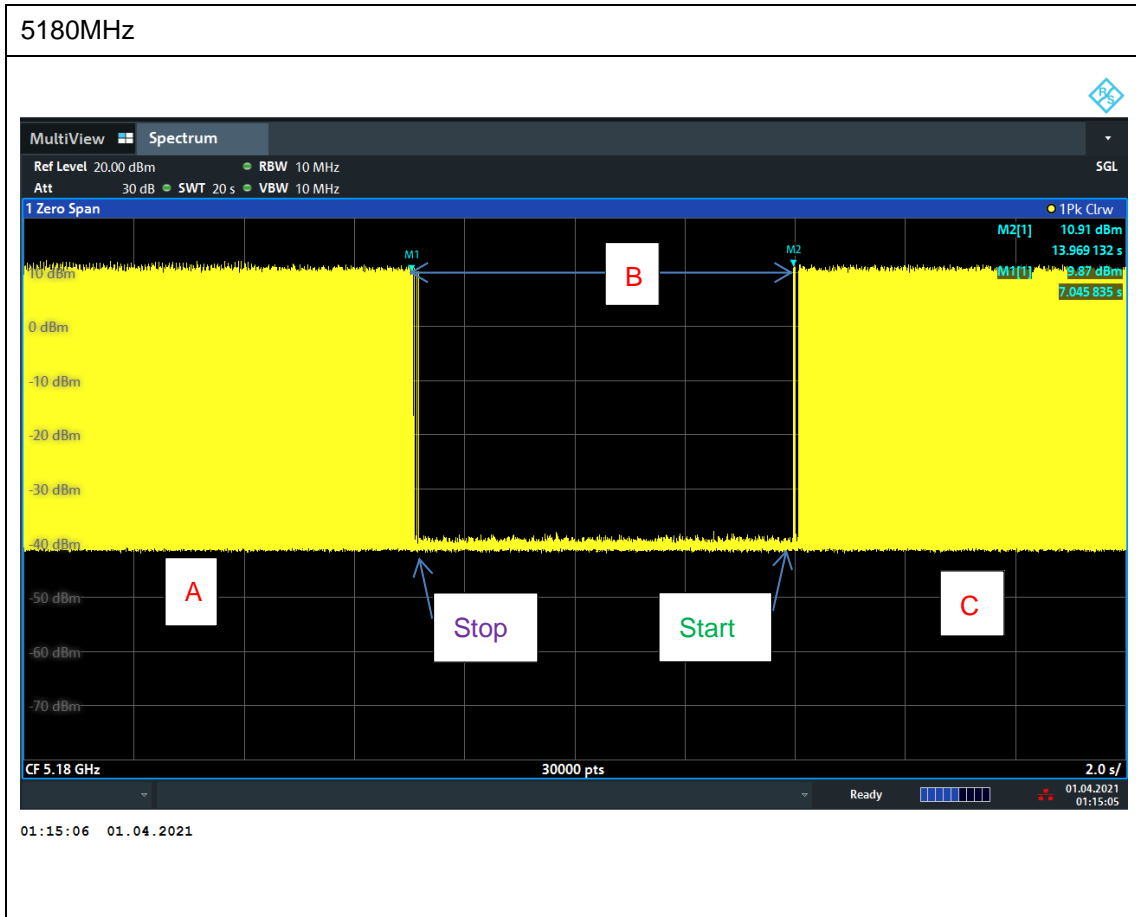 5180MHz
R
S
MultiView Spectrum
Ref Level 20.00 dBm RBW 10 MHz SGL
Att 30 dB SWT 20 s VBW 10 MHz
1 Zero Span 1Pk Clrw
M2[1] 10.91 dBm
13.969 132 s
M1 M2
10 dBm B M1[1] 9.87 dBm
7.045 835 s
0 dBm
-10 dBm
-20 dBm
-30 dBm
-40 dBm
-50 dBm A C
Stop Start
-60 dBm
-70 dBm
CF 5.18 GHz 30000 pts 2.0 s/
Ready 01.04.2021
01:15:05
01:15:06 01.04.2021